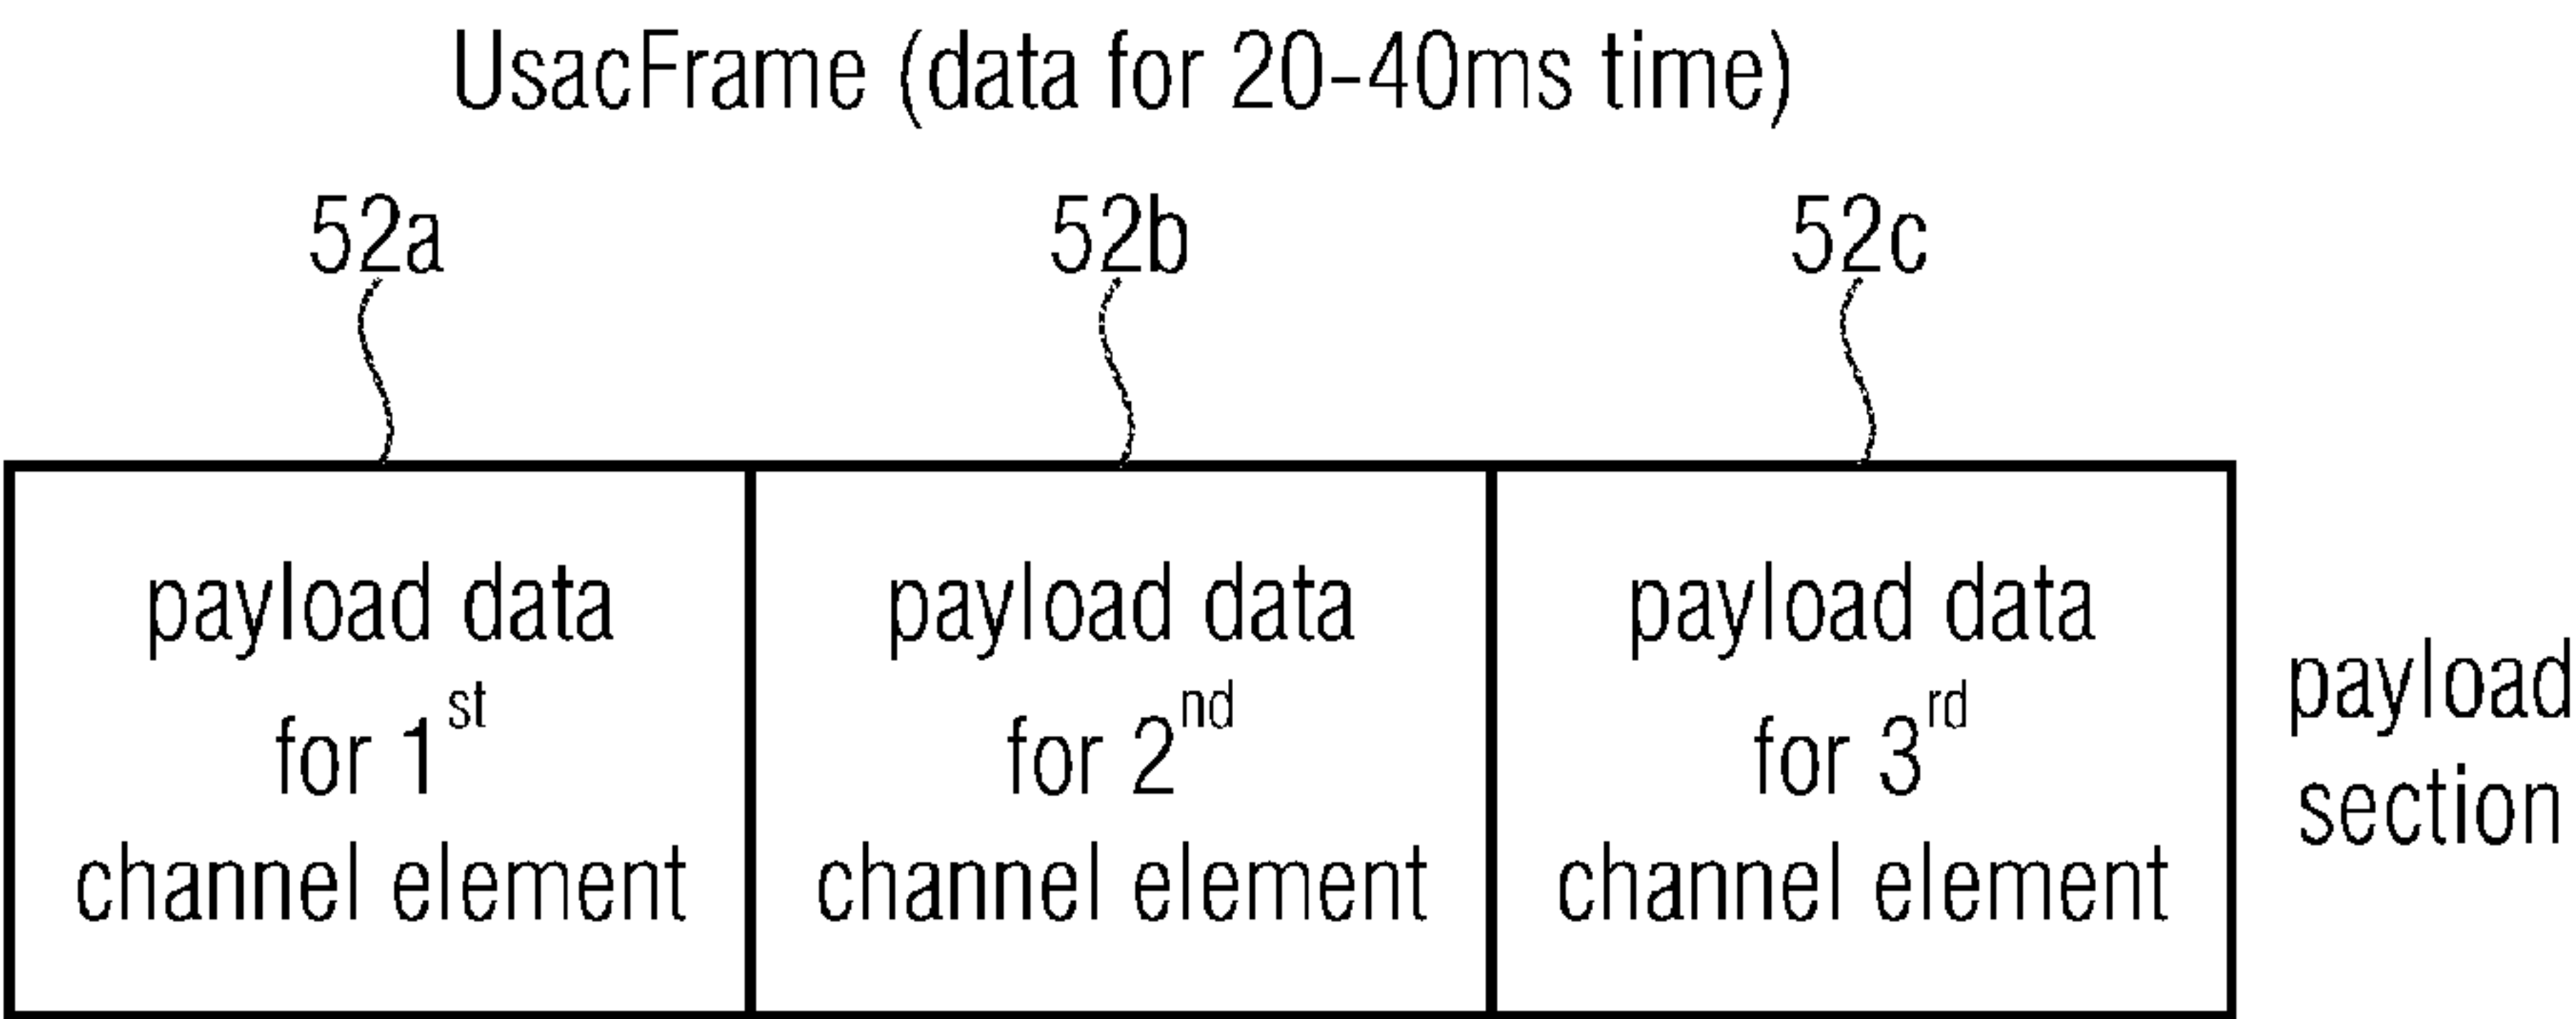 UsacFrame (data for 20-40ms time)
52a
52b
52c
payload data
for 1st
channel element
payload data
for 2nd
channel element
payload data
for 3rd
channel element
payload
section